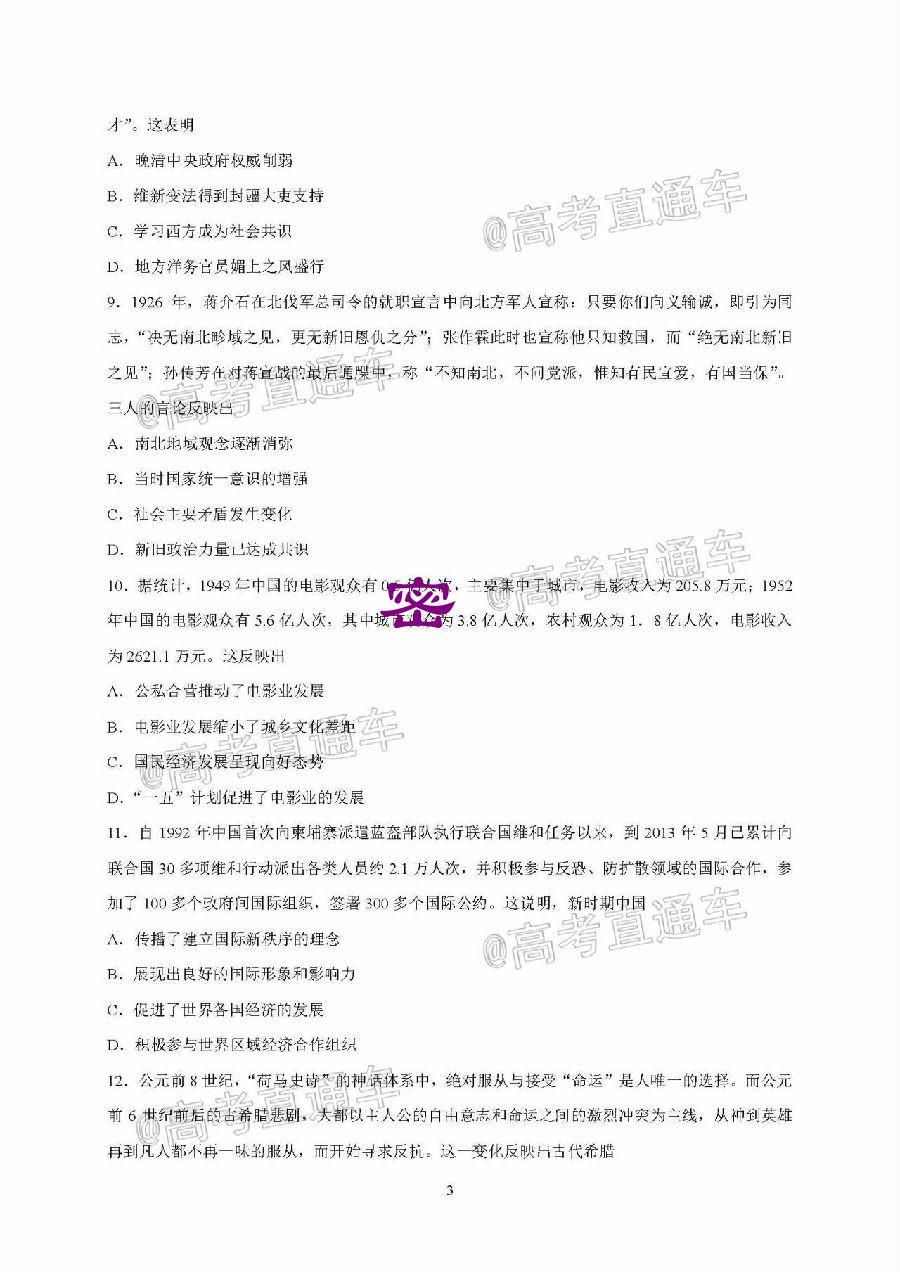 才”。这表明
A．晚清中央政府权威削弱
B．维新变法得到封疆大吏支持
C．学习西方成为社会共识
D．地方洋务官员媚上之风盛行
9．1926 年，蒋介石在北伐军总司令的就职宣言中向北方军人宣称：只要你们向义输诚，即引为同
志，“决无南北畛域之见，更无新旧恩仇之分”；张作霖此时也宣称他只知救国，而“绝无南北新旧
之见”；孙传芳在对蒋宣战的最后通牒中，称“不知南北，不问党派，惟知有民宜爱，有国当保”。
三人的言论反映出
A．南北地域观念逐渐消弥
B．当时国家统一意识的增强
C．社会主要矛盾发生变化
D．新旧政治力量已达成共识
10．据统计，1949 年中国的电影观众有 0. 亿人次，主要集中于城市，电影收入为 205.8 万元；1952
年中国的电影观众有 5.6 亿人次，其中城市观众为 3.8 亿人次，农村观众为 1．8 亿人次，电影收入
为 2621.1 万元。这反映出
A．公私合营推动了电影业发展
B．电影业发展缩小了城乡文化差距
C．国民经济发展呈现向好态势
D．“一五”计划促进了电影业的发展
11．自 1992 年中国首次向柬埔寨派遣蓝盔部队执行联合国维和任务以来，到 2013 年 5 月已累计向
联合国 30 多项维和行动派出各类人员约 2.1 万人次，并积极参与反恐、防扩散领域的国际合作，参
加了 100 多个政府间国际组织，签署 300 多个国际公约。这说明，新时期中国
A．传播了建立国际新秩序的理念
B．展现出良好的国际形象和影响力
C．促进了世界各国经济的发展
D．积极参与世界区域经济合作组织
12．公元前 8 世纪，“荷马史诗”的神话体系中，绝对服从与接受“命运”是人唯一的选择。而公元
前 6 世纪前后的古希腊悲剧，大都以主人公的自由意志和命运之间的激烈冲突为主线，从神到英雄
再到凡人都不再一味的服从，而开始寻求反抗。这一变化反映出古代希腊
3
@高考直通车
@高考直通车
@高考直通车
@高考直通车
@高考直通车
@高考直通车
密